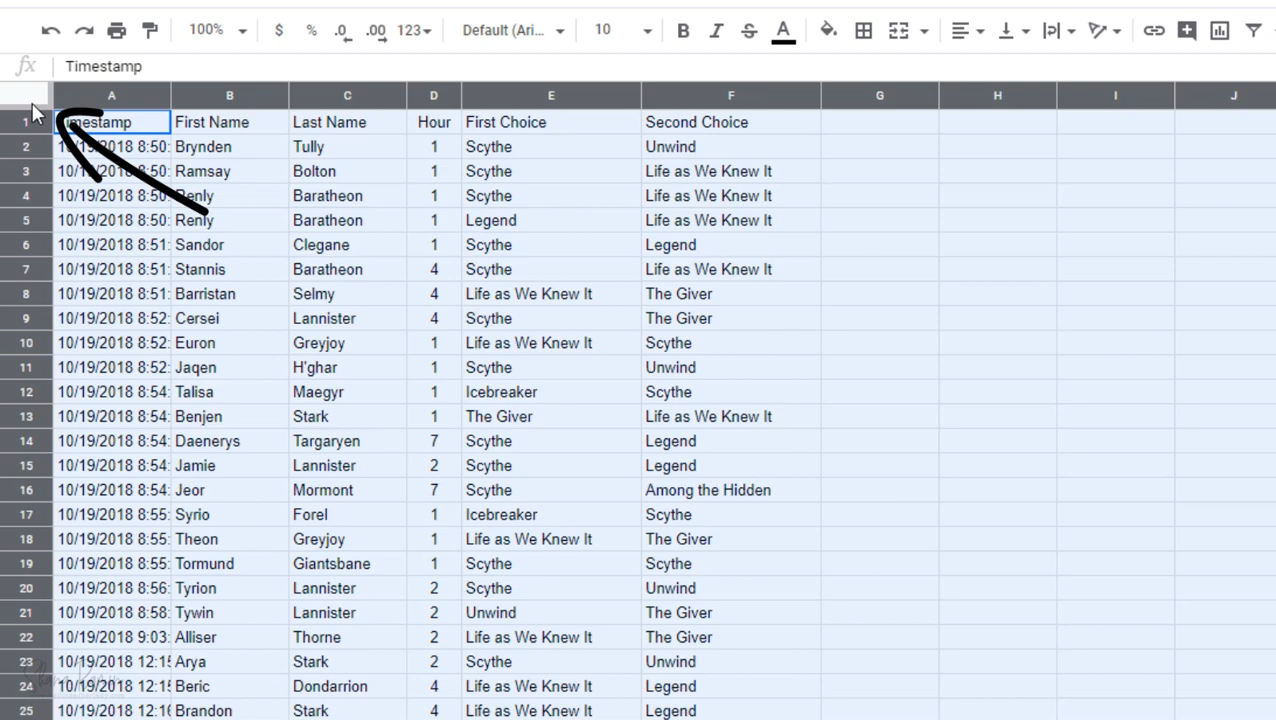 100% $ % .0 .00 123 Default (Ari... 10 B I S A
fx Timestamp
A B C D E F G H I J
1 Timestamp First Name Last Name Hour First Choice Second Choice
2 10/19/2018 8:50: Brynden Tully 1 Scythe Unwind
3 10/19/2018 8:50: Ramsay Bolton 1 Scythe Life as We Knew It
4 10/19/2018 8:50: Renly Baratheon 1 Scythe Life as We Knew It
5 10/19/2018 8:50: Renly Baratheon 1 Legend Life as We Knew It
6 10/19/2018 8:51: Sandor Clegane 1 Scythe Legend
7 10/19/2018 8:51: Stannis Baratheon 4 Scythe Life as We Knew It
8 10/19/2018 8:51: Barristan Selmy 4 Life as We Knew It The Giver
9 10/19/2018 8:52: Cersei Lannister 4 Scythe The Giver
10 10/19/2018 8:52: Euron Greyjoy 1 Life as We Knew It Scythe
11 10/19/2018 8:52: Jaqen H'ghar 1 Scythe Unwind
12 10/19/2018 8:54: Talisa Maegyr 1 Icebreaker Scythe
13 10/19/2018 8:54: Benjen Stark 1 The Giver Life as We Knew It
14 10/19/2018 8:54: Daenerys Targaryen 7 Scythe Legend
15 10/19/2018 8:54: Jamie Lannister 2 Scythe Legend
16 10/19/2018 8:54: Jeor Mormont 7 Scythe Among the Hidden
17 10/19/2018 8:55: Syrio Forel 1 Icebreaker Scythe
18 10/19/2018 8:55: Theon Greyjoy 1 Life as We Knew It The Giver
19 10/19/2018 8:55: Tormund Giantsbane 1 Scythe Scythe
20 10/19/2018 8:56: Tyrion Lannister 2 Scythe Unwind
21 10/19/2018 8:58: Tywin Lannister 2 Unwind The Giver
22 10/19/2018 9:03: Alliser Thorne 2 Life as We Knew It The Giver
23 10/19/2018 12:15 Arya Stark 2 Scythe Unwind
24 10/19/2018 12:15 Beric Dondarrion 4 Life as We Knew It Legend
25 10/19/2018 12:16 Brandon Stark 4 Life as We Knew It Legend